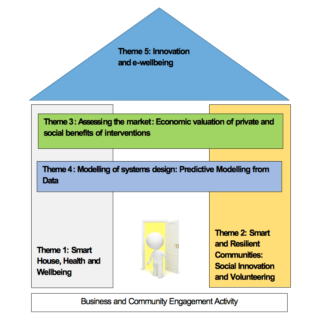 Theme 5: Innovation
and e-wellbeing
Theme 3: Assessing the market: Economic valuation of private and
social benefits of interventions
Theme 4: Modelling of systems design: Predictive Modelling from
Data
Theme 1: Smart
House, Health and
Wellbeing
Theme 2: Smart
and Resilient
Communities:
Social Innovation
and Volunteering
Business and Community Engagement Activity